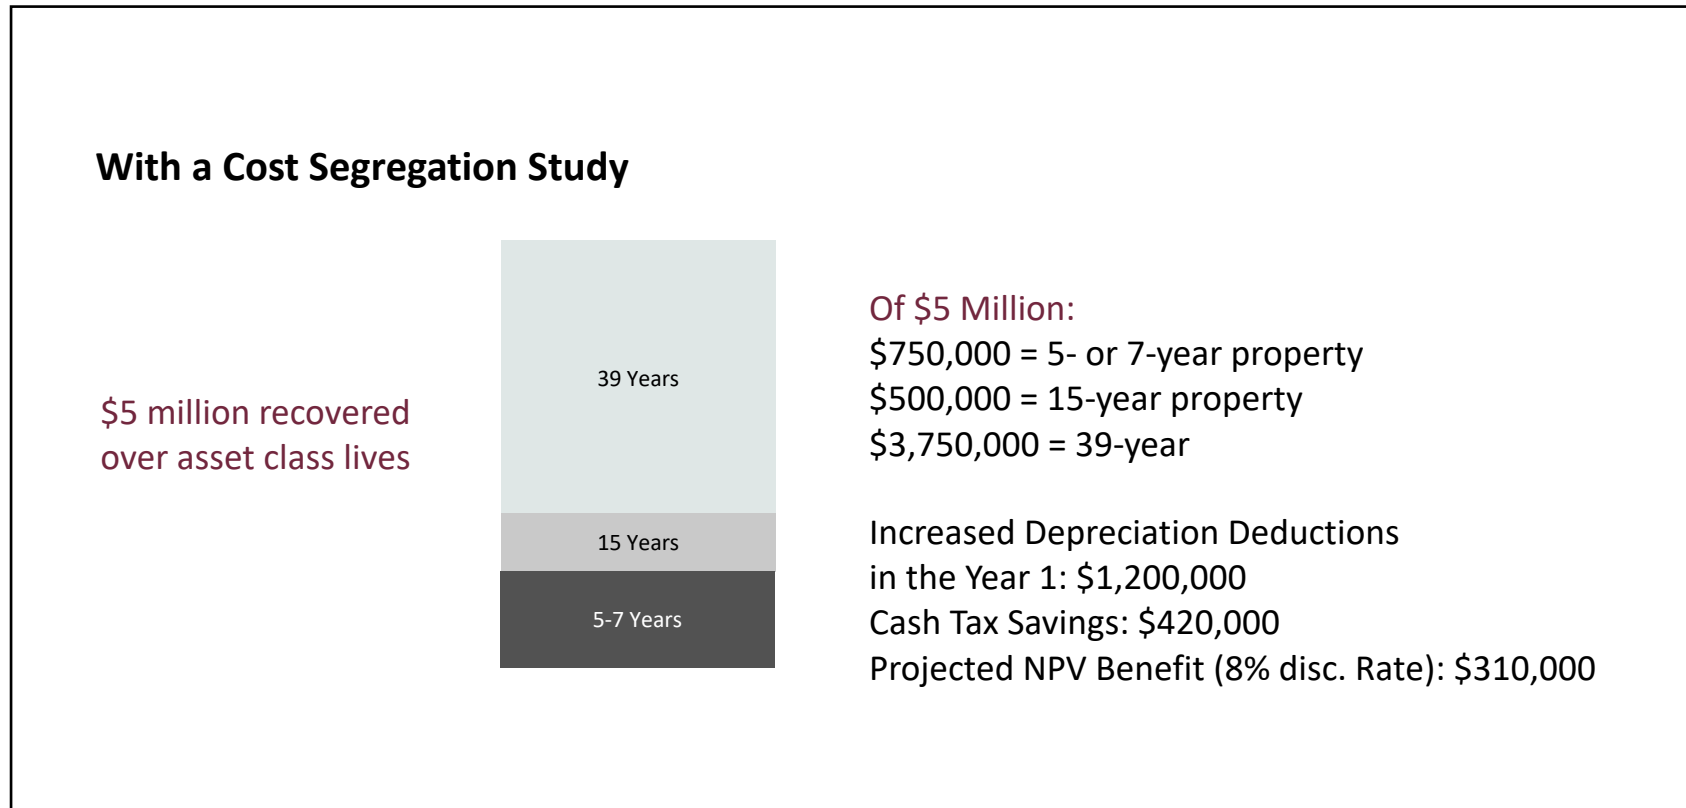 With a Cost Segregation Study
$5 million recovered
over asset class lives
39 Years
15 Years
5-7 Years
Of $5 Million:
$750,000 = 5- or 7-year property
$500,000 = 15-year property
$3,750,000 = 39-year
Increased Depreciation Deductions
in the Year 1: $1,200,000
Cash Tax Savings: $420,000
Projected NPV Benefit (8% disc. Rate): $310,000